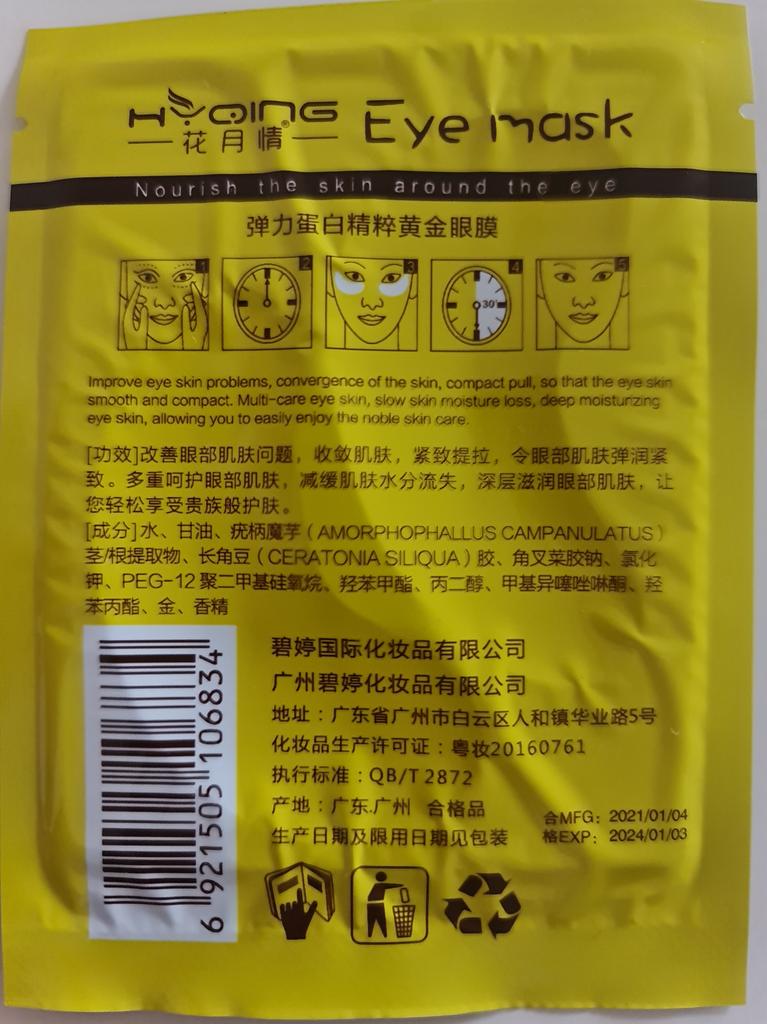 HYQING Eye mask
花月情®
Nourish the skin around the eye
弹力蛋白精粹黄金眼膜
1 2 3 4 5
30'
Improve eye skin problems, convergence of the skin, compact pull, so that the eye skin
smooth and compact. Multi-care eye skin, slow skin moisture loss, deep moisturizing
eye skin, allowing you to easily enjoy the noble skin care.
[功效]改善眼部肌肤问题，收敛肌肤，紧致提拉，令眼部肌肤弹润紧
致。多重呵护眼部肌肤，减缓肌肤水分流失，深层滋润眼部肌肤，让
您轻松享受贵族般护肤。
[成分]水、甘油、疣柄魔芋（AMORPHOPHALLUS CAMPANULATUS）
茎/根提取物、长角豆（CERATONIA SILIQUA）胶、角叉菜胶钠、氯化
钾、PEG-12 聚二甲基硅氧烷、羟苯甲酯、丙二醇、甲基异噻唑啉酮、羟
苯丙酯、金、香精
碧婷国际化妆品有限公司
广州碧婷化妆品有限公司
地址：广东省广州市白云区人和镇华业路5号
化妆品生产许可证：粤妆20160761
执行标准：QB/T 2872
产地：广东.广州 合格品
生产日期及限用日期见包装
合MFG: 2021/01/04
格EXP: 2024/01/03
6 921505 106834